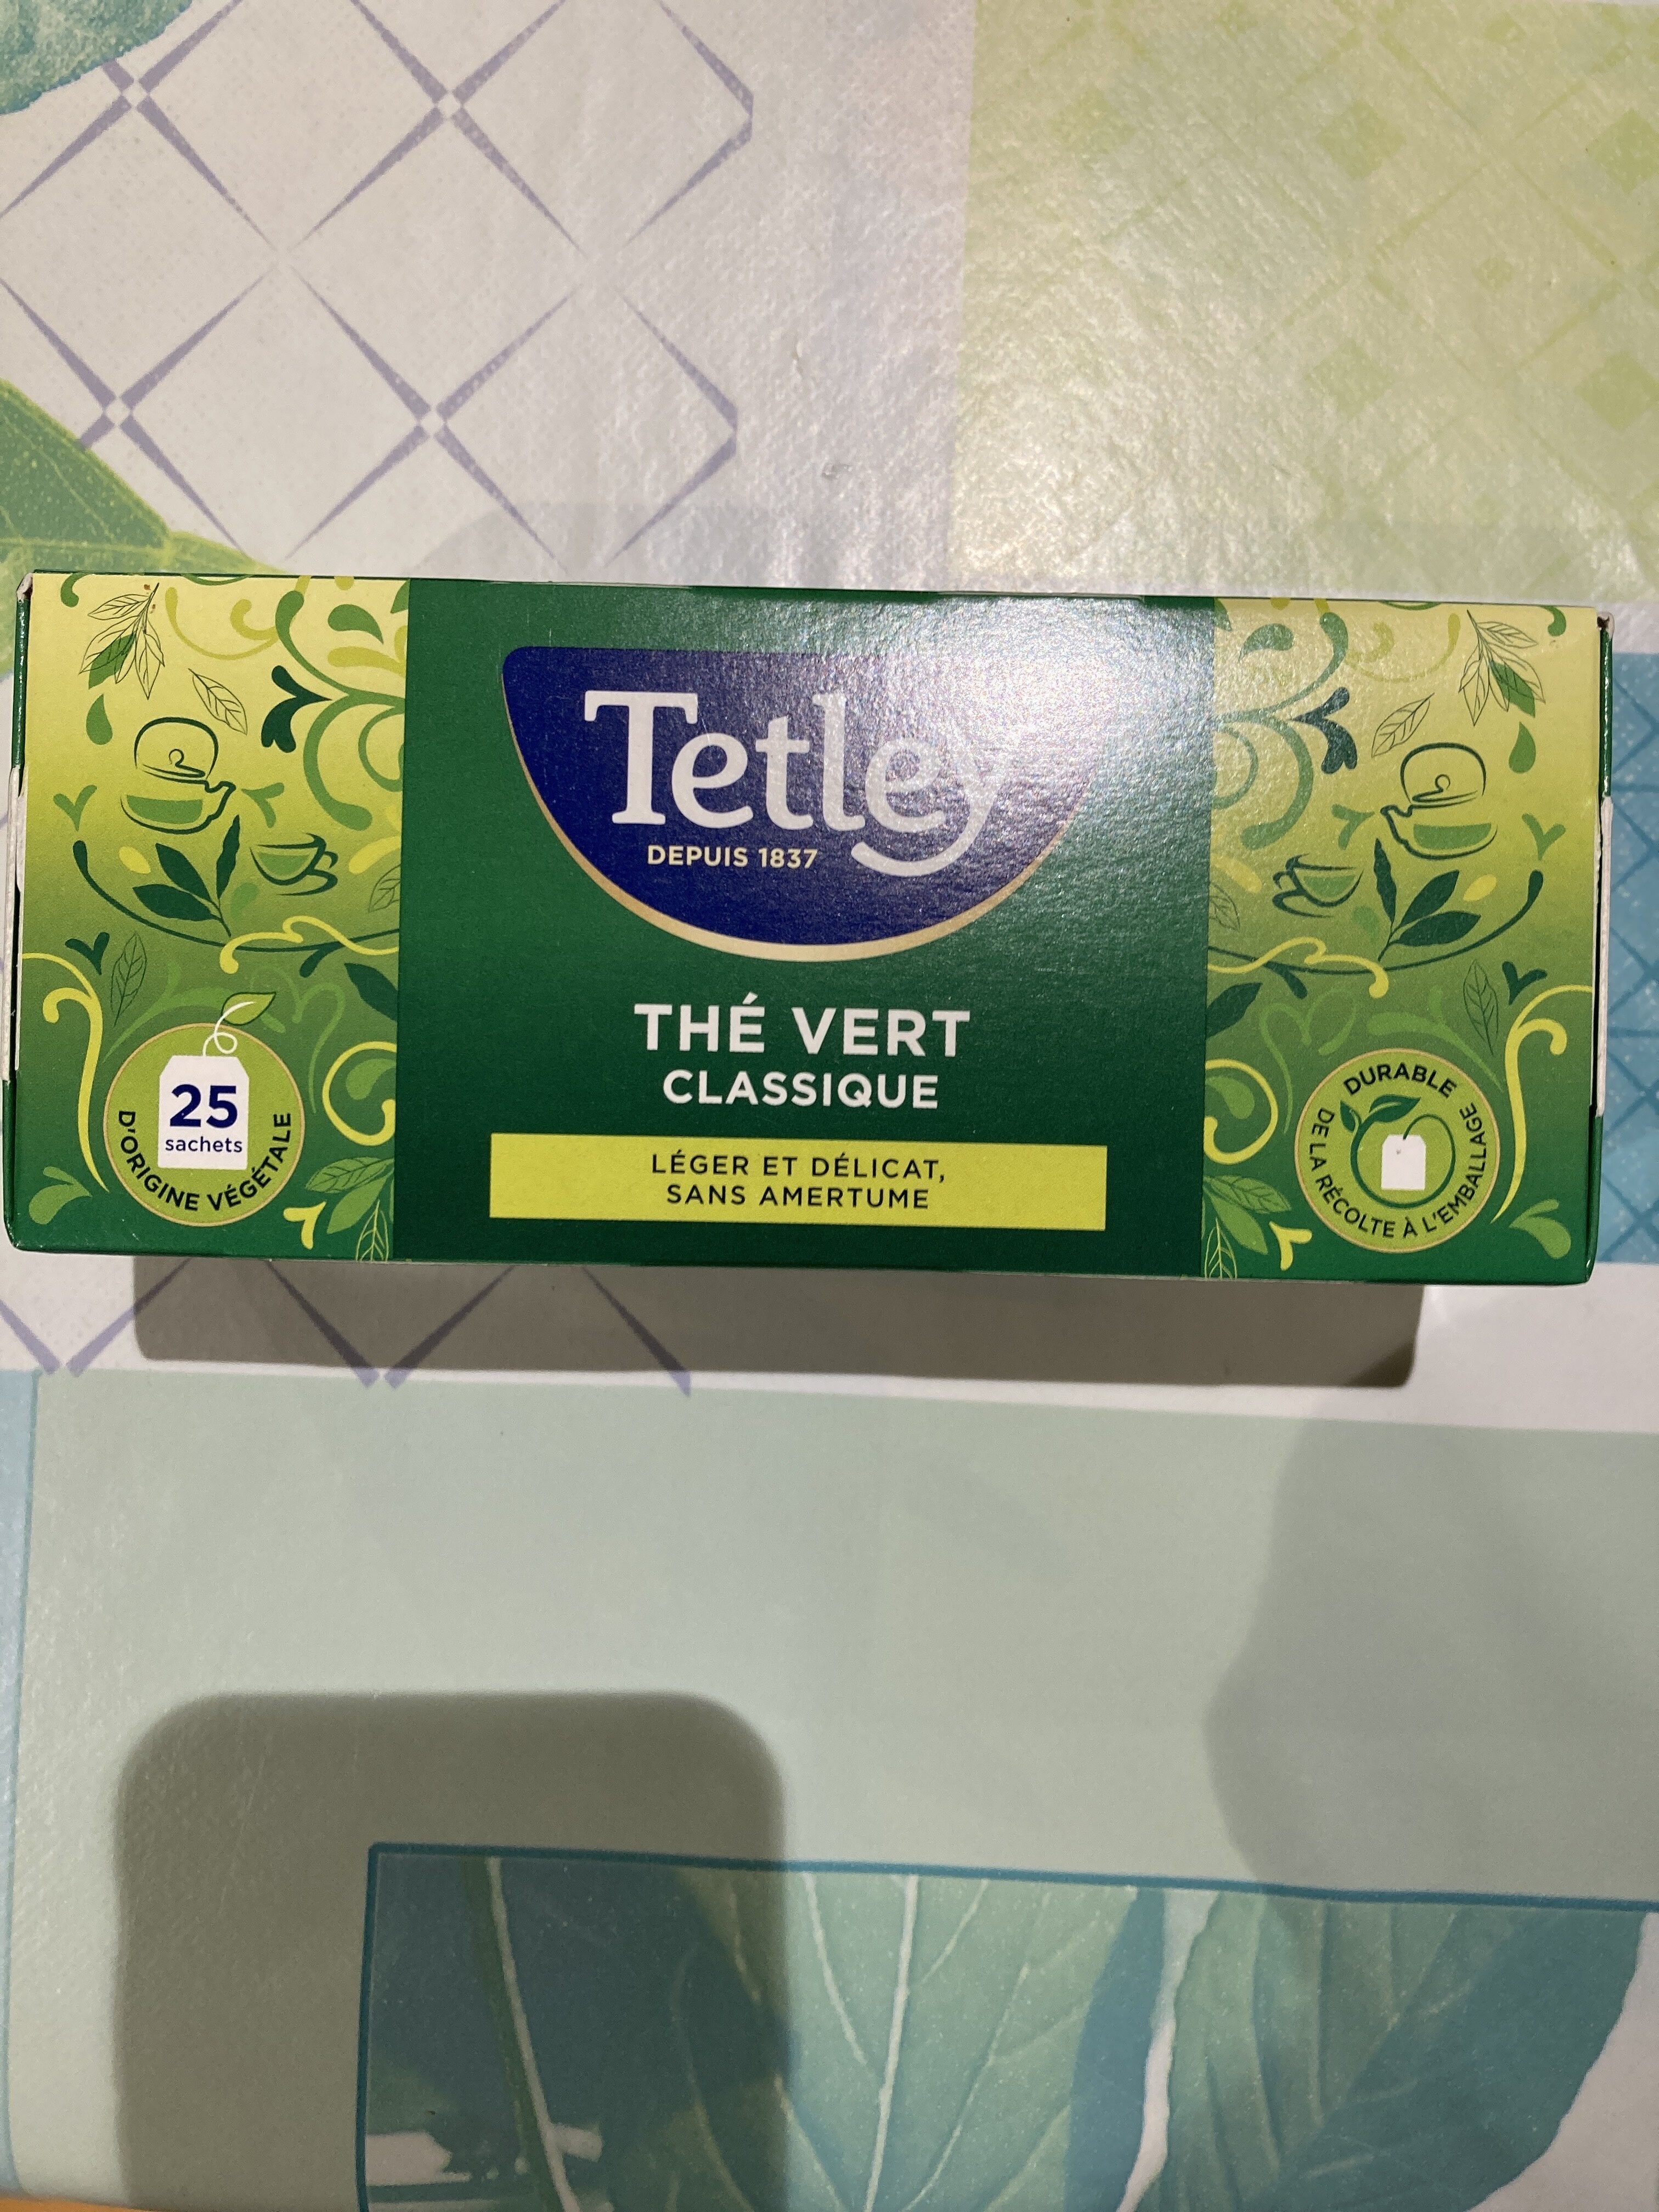 Tetley
DEPUIS 1837
THÉ VERT
CLASSIQUE
LÉGER ET DÉLICAT,
SANS AMERTUME
25
sachets
D'ORIGINE VÉGÉTALE
DURABLE
DE LA RÉCOLTE À L'EMBALLAGE